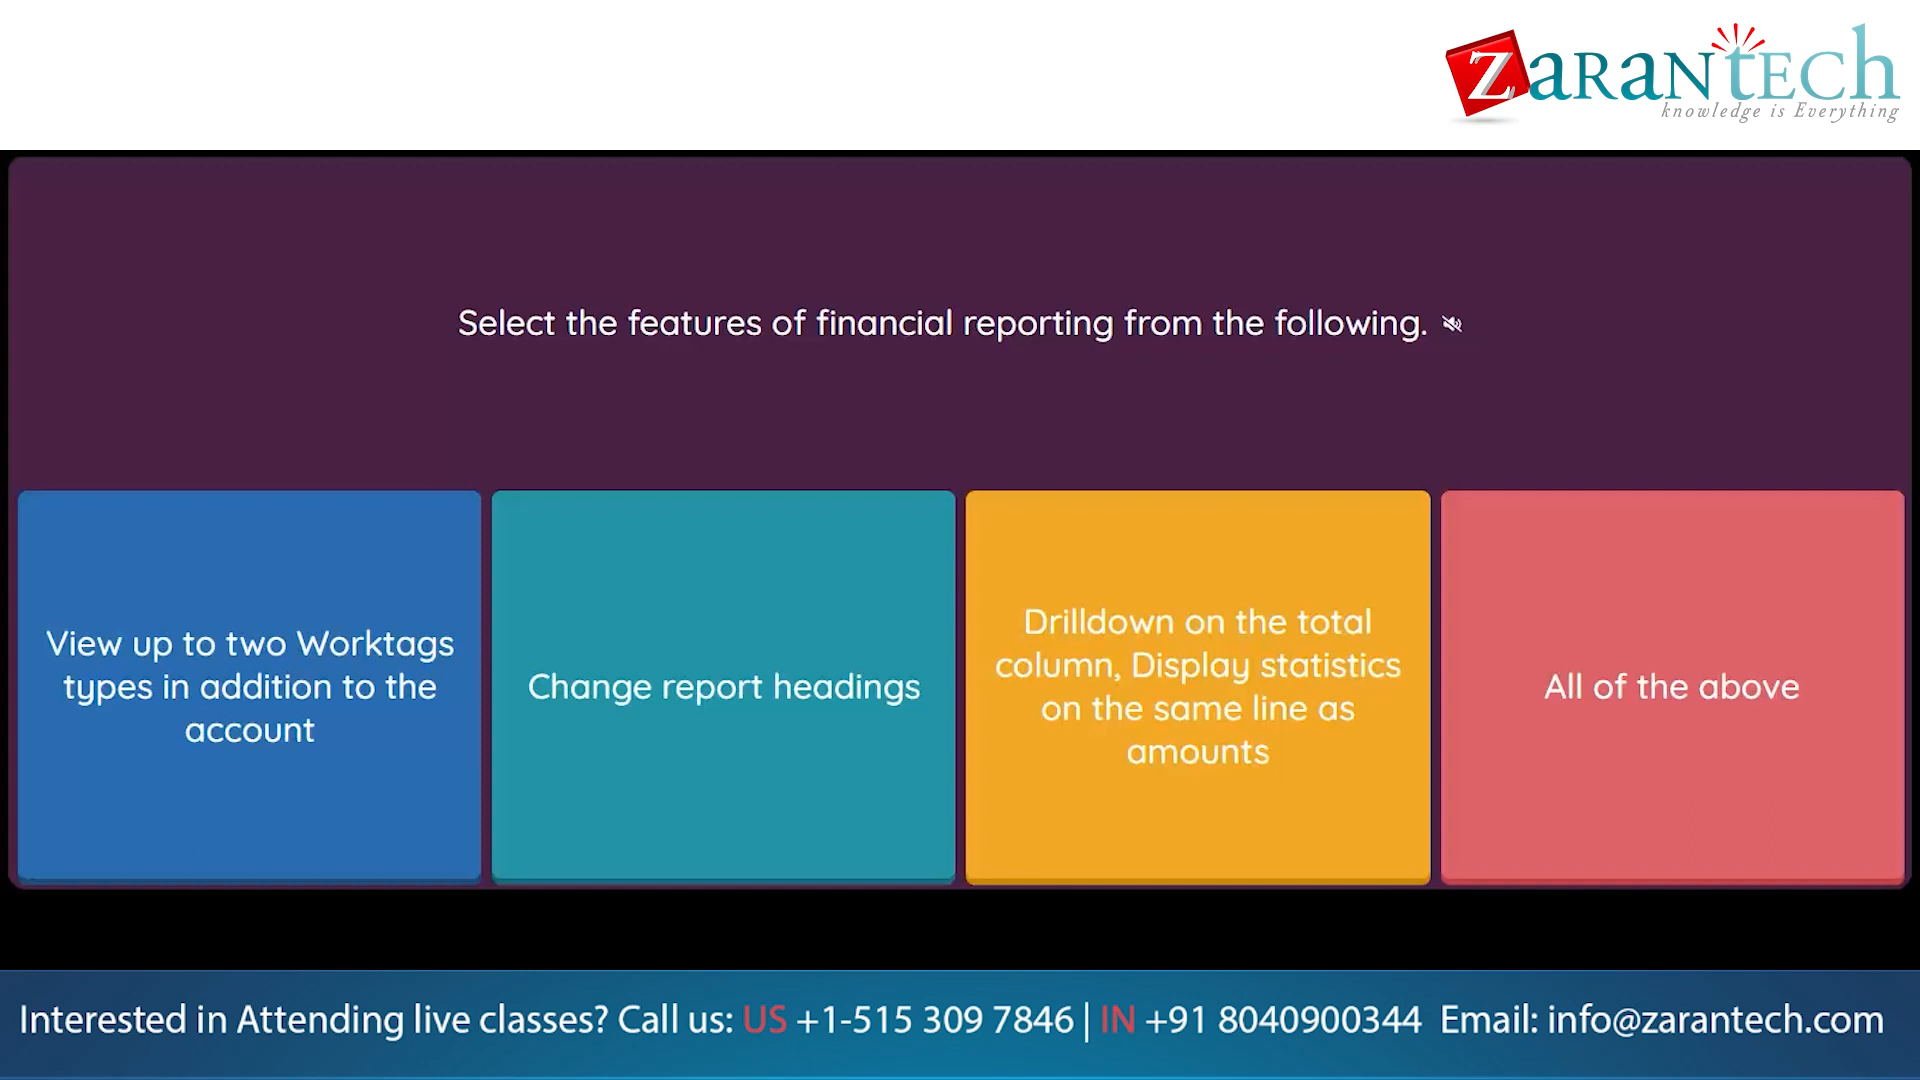 ZaranTech
knowledge is Everything
Select the features of financial reporting from the following.
View up to two Worktags
types in addition to the
account
Change report headings
Drilldown on the total
column, Display statistics
on the same line as
amounts
All of the above
Interested in Attending live classes? Call us: US +1-515 309 7846 | IN +91 8040900344 Email: info@zarantech.com